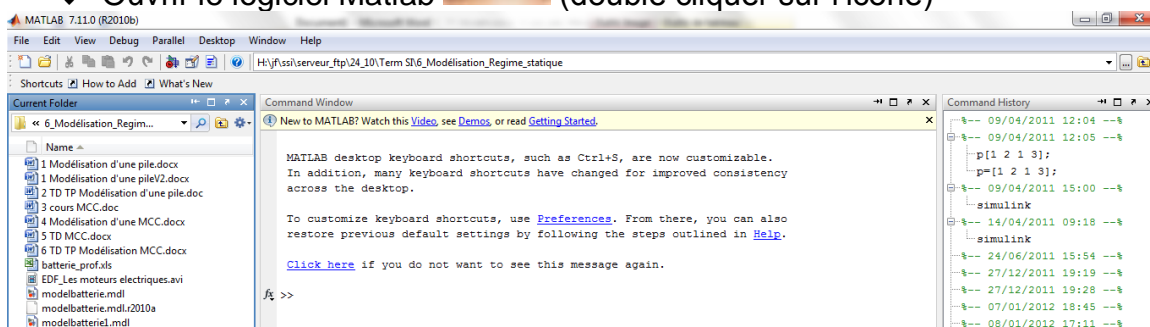 Ouvrir le logiciel Matlab (double cliquer sur l'icone)
MATLAB 7.11.0 (R2010b)
File Edit View Debug Parallel Desktop Window Help
H:\jf\ssi\serveur_ftp\24_10\Term SI\6_Modélisation_Regime_statique
Shortcuts How to Add What's New
Current Folder
« 6_Modélisation_Regim...
Name
1 Modélisation d'une pile.docx
1 Modélisation d'une pileV2.docx
2 TD TP Modélisation d'une pile.doc
3 cours MCC.doc
4 Modélisation d'une MCC.docx
5 TD MCC.docx
6 TD TP Modélisation MCC.docx
batterie_prof.xls
EDF_Les moteurs electriques.avi
modelbatterie.mdl
modelbatterie.mdl.r2010a
modelbatterie1.mdl
Command Window
New to MATLAB? Watch this Video, see Demos, or read Getting Started.
MATLAB desktop keyboard shortcuts, such as Ctrl+S, are now customizable.
In addition, many keyboard shortcuts have changed for improved consistency
across the desktop.
To customize keyboard shortcuts, use Preferences. From there, you can also
restore previous default settings by following the steps outlined in Help.
Click here if you do not want to see this message again.
fx >>
Command History
%-- 09/04/2011 12:04 --%
%-- 09/04/2011 12:05 --%
p[1 2 1 3];
p=[1 2 1 3];
%-- 09/04/2011 15:00 --%
simulink
%-- 14/04/2011 09:18 --%
simulink
%-- 24/06/2011 15:54 --%
%-- 27/12/2011 19:19 --%
%-- 27/12/2011 19:28 --%
%-- 07/01/2012 18:45 --%
%-- 08/01/2012 17:11 --%